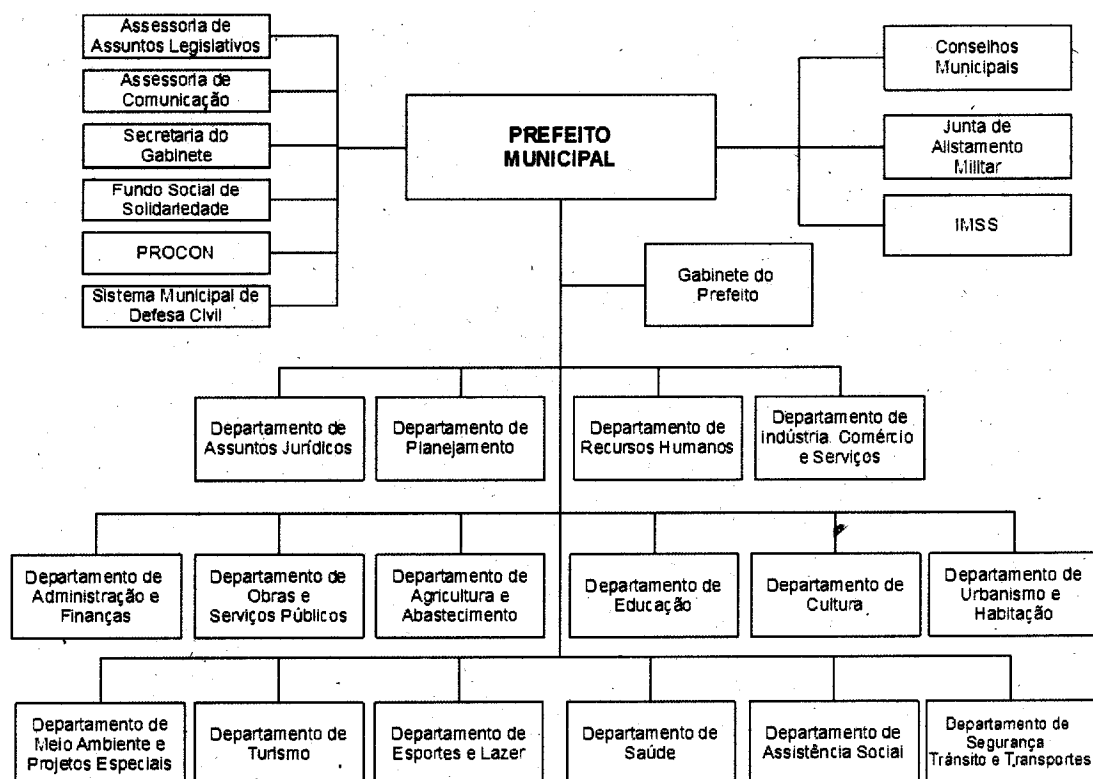 Assessoria de
Assuntos Legislativos
Assessoria de
Comunicação
Secretaria do
Gabinete
Fundo Social de
Solidariedade
PROCON
Sistema Municipal de
Defesa Civil
PREFEITO
MUNICIPAL
Conselhos
Municipais
Junta de
Alistamento
Militar
IMSS
Gabinete do
Prefeito
Departamento de
Assuntos Jurídicos
Departamento de
Planejamento
Departamento de
Recursos Humanos
Departamento de
Indústria, Comércio
e Serviços
Departamento de
Administração e
Finanças
Departamento de
Obras e
Serviços Públicos
Departamento de
Agricultura e
Abastecimento
Departamento de
Educação
Departamento de
Cultura
Departamento de
Urbanismo e
Habitação
Departamento de
Meio Ambiente e
Projetos Especiais
Departamento de
Turismo
Departamento de
Esportes e Lazer
Departamento de
Saúde
Departamento de
Assistência Social
Departamento de
Segurança
Trânsito e Transportes